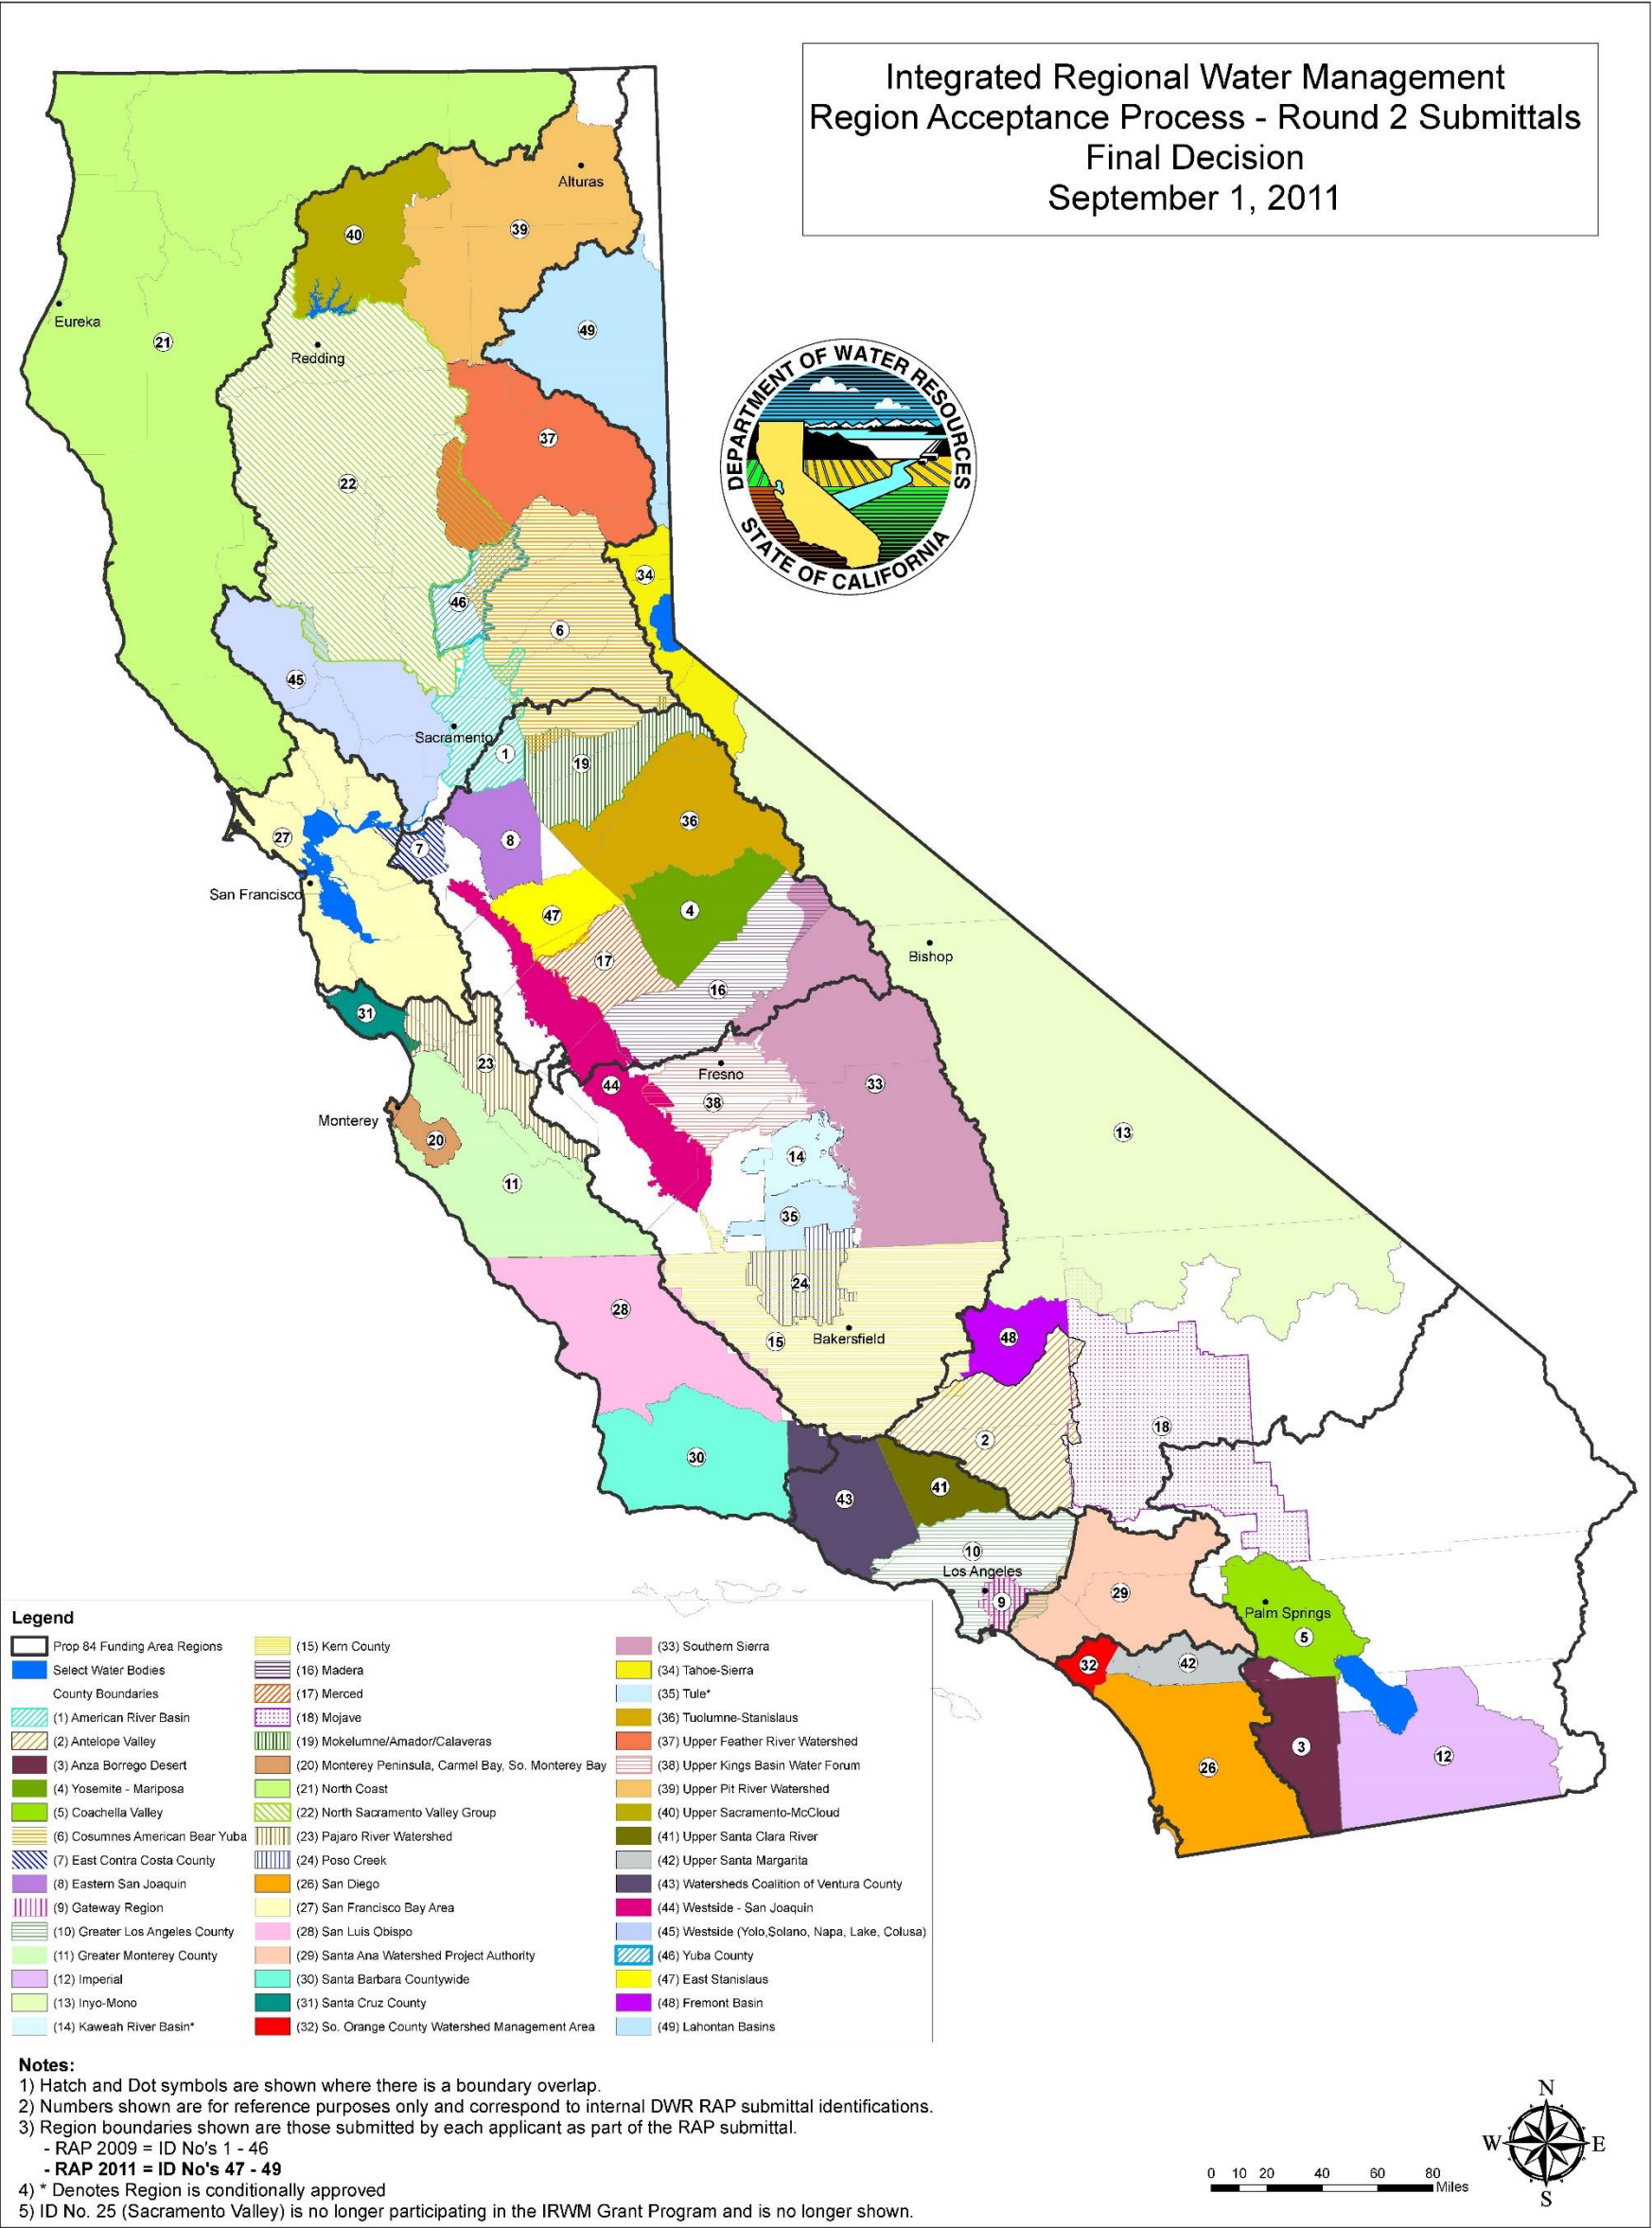 Integrated Regional Water Management
Region Acceptance Process - Round 2 Submittals
Final Decision
September 1, 2011
DEPARTMENT OF WATER RESOURCES
STATE OF CALIFORNIA
Alturas
40
39
Eureka
21
49
Redding
37
22
34
46
6
45
Sacramento
1
19
36
27
7
8
San Francisco
47
4
Bishop
17
16
31
23
Fresno
44
33
38
Monterey
20
13
14
11
35
24
28
48
15
Bakersfield
18
2
30
41
43
10
Los Angeles
9
29
Palm Springs
5
32
42
3
12
26
Legend
Prop 84 Funding Area Regions
Select Water Bodies
County Boundaries
(1) American River Basin
(2) Antelope Valley
(3) Anza Borrego Desert
(4) Yosemite - Mariposa
(5) Coachella Valley
(6) Cosumnes American Bear Yuba
(7) East Contra Costa County
(8) Eastern San Joaquin
(9) Gateway Region
(10) Greater Los Angeles County
(11) Greater Monterey County
(12) Imperial
(13) Inyo-Mono
(14) Kaweah River Basin*
(15) Kern County
(16) Madera
(17) Merced
(18) Mojave
(19) Mokelumne/Amador/Calaveras
(20) Monterey Peninsula, Carmel Bay, So. Monterey Bay
(21) North Coast
(22) North Sacramento Valley Group
(23) Pajaro River Watershed
(24) Poso Creek
(26) San Diego
(27) San Francisco Bay Area
(28) San Luis Obispo
(29) Santa Ana Watershed Project Authority
(30) Santa Barbara Countywide
(31) Santa Cruz County
(32) So. Orange County Watershed Management Area
(33) Southern Sierra
(34) Tahoe-Sierra
(35) Tule*
(36) Tuolumne-Stanislaus
(37) Upper Feather River Watershed
(38) Upper Kings Basin Water Forum
(39) Upper Pit River Watershed
(40) Upper Sacramento-McCloud
(41) Upper Santa Clara River
(42) Upper Santa Margarita
(43) Watersheds Coalition of Ventura County
(44) Westside - San Joaquin
(45) Westside (Yolo,Solano, Napa, Lake, Colusa)
(46) Yuba County
(47) East Stanislaus
(48) Fremont Basin
(49) Lahontan Basins
Notes:
1) Hatch and Dot symbols are shown where there is a boundary overlap.
2) Numbers shown are for reference purposes only and correspond to internal DWR RAP submittal identifications.
3) Region boundaries shown are those submitted by each applicant as part of the RAP submittal.
- RAP 2009 = ID No's 1 - 46
- RAP 2011 = ID No's 47 - 49
4) * Denotes Region is conditionally approved
5) ID No. 25 (Sacramento Valley) is no longer participating in the IRWM Grant Program and is no longer shown.
0 10 20 40 60 80
Miles
N
W E
S